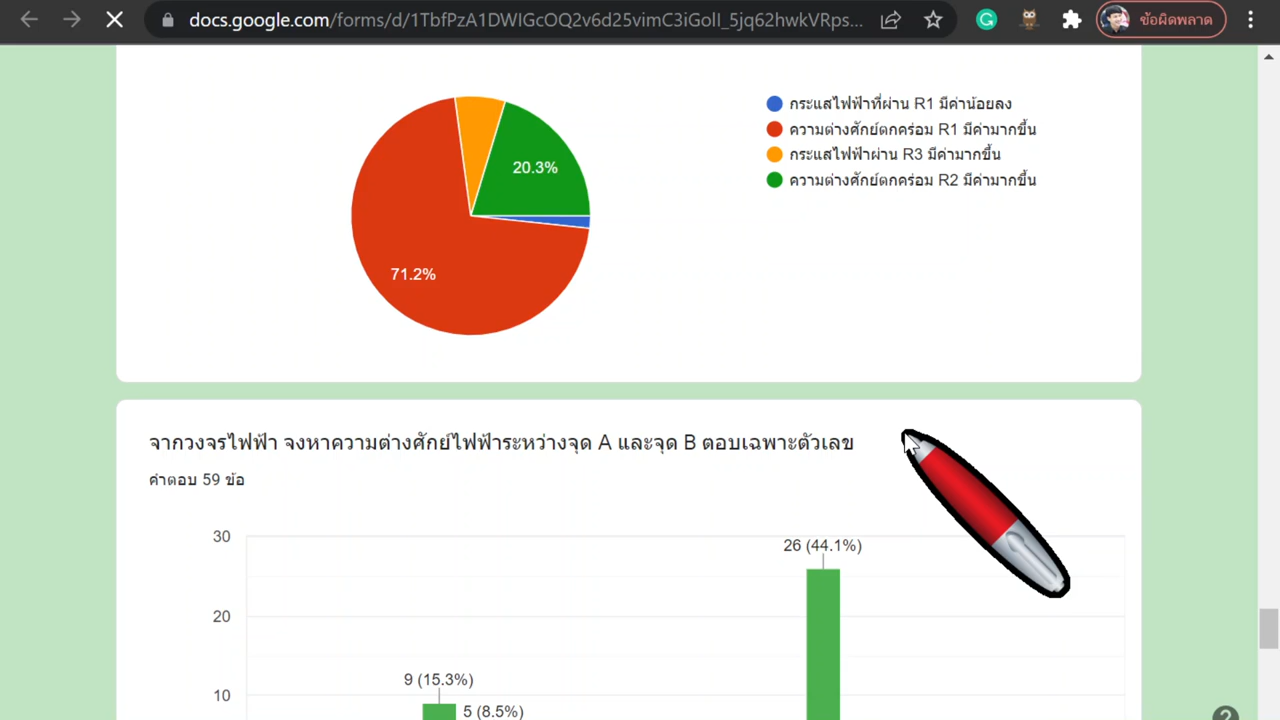 docs.google.com/forms/d/1TbfPzA1DWIGcOQ2v6d25vimC3iGoIl_5jq62hwkVRps...
ข้อผิดพลาด
กระแสไฟฟ้าที่ผ่าน R1 มีค่าน้อยลง
ความต่างศักย์ตกคร่อม R1 มีค่ามากขึ้น
กระแสไฟฟ้าผ่าน R3 มีค่ามากขึ้น
ความต่างศักย์ตกคร่อม R2 มีค่ามากขึ้น
20.3%
71.2%
จากวงจรไฟฟ้า จงหาความต่างศักย์ไฟฟ้าระหว่างจุด A และจุด B ตอบเฉพาะตัวเลข
คำตอบ 59 ข้อ
30
26 (44.1%)
20
9 (15.3%)
10
5 (8.5%)